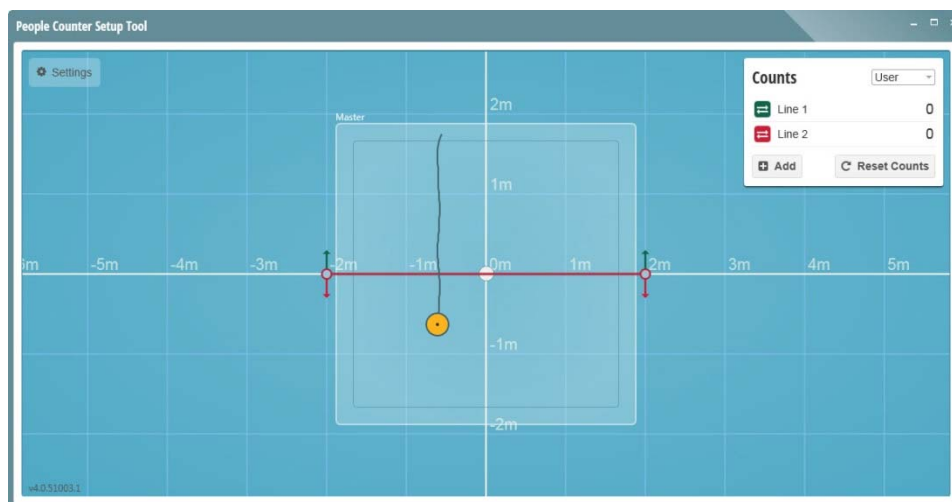 People Counter Setup Tool
Settings
Counts
User
Line 1 0
Line 2 0
Add
Reset Counts
Master
2m
1m
-5m -4m -3m -2m -1m 0m 1m 2m 3m 4m 5m
-1m
-2m
v4.0.51003.1